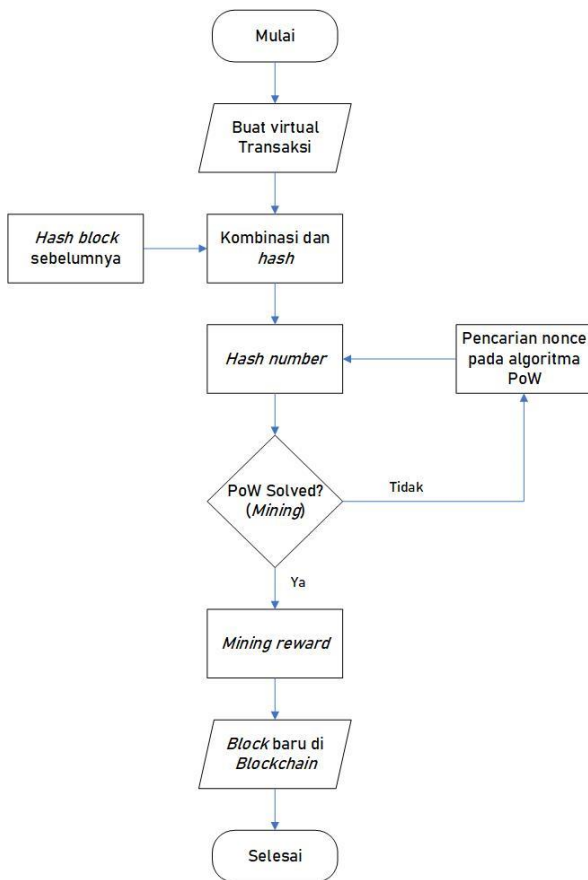 Mulai
Buat virtual
Transaksi
Hash block
sebelumnya
Kombinasi dan
hash
Hash number
Pencarian nonce
pada algoritma
PoW
PoW Solved?
(Mining)
Tidak
Ya
Mining reward
Block baru di
Blockchain
Selesai